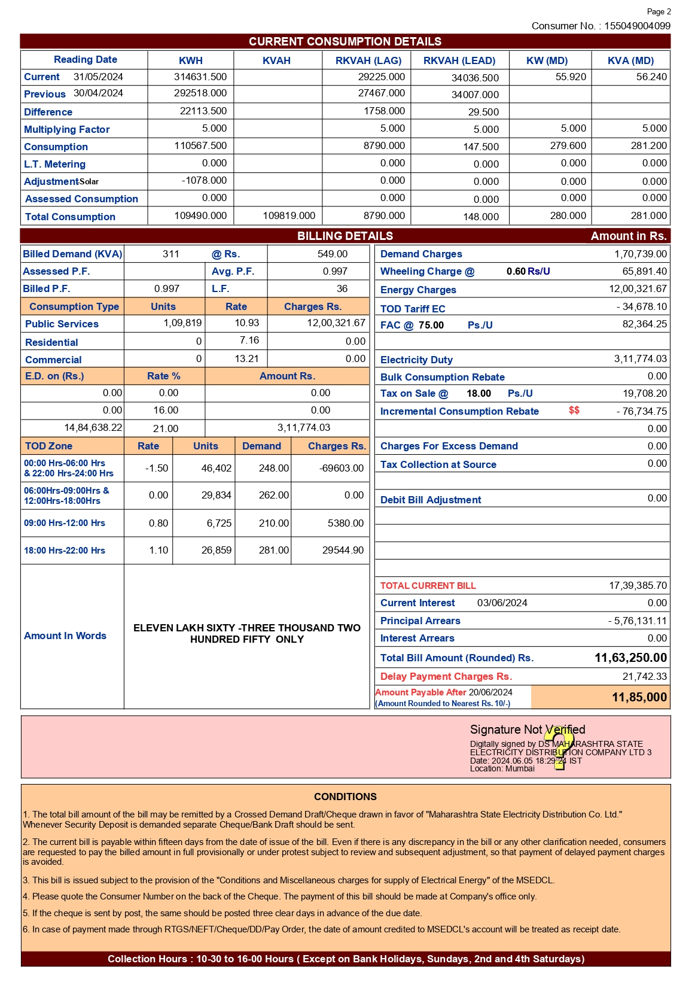 Page 2
Consumer No. : 155049004099
CURRENT CONSUMPTION DETAILS
Reading Date KWH KVAH RKVAH (LAG) RKVAH (LEAD) KW (MD) KVA (MD)
Current 31/05/2024 314631.500 29225.000 34036.500 55.920 56.240
Previous 30/04/2024 292518.000 27467.000 34007.000
Difference 22113.500 1758.000 29.500
Multiplying Factor 5.000 5.000 5.000 5.000 5.000
Consumption 110567.500 8790.000 147.500 279.600 281.200
L.T. Metering 0.000 0.000 0.000 0.000 0.000
Adjustment-Solar -1078.000 0.000 0.000 0.000 0.000
Assessed Consumption 0.000 0.000 0.000 0.000 0.000
Total Consumption 109490.000 109819.000 8790.000 148.000 280.000 281.000
BILLING DETAILS Amount in Rs.
Billed Demand (KVA) 311 @ Rs. 549.00
Assessed P.F. Avg. P.F. 0.997
Billed P.F. 0.997 L.F. 36
Consumption Type Units Rate Charges Rs.
Public Services 1,09,819 10.93 12,00,321.67
Residential 0 7.16 0.00
Commercial 0 13.21 0.00
E.D. on (Rs.) Rate % Amount Rs.
0.00 0.00 0.00
0.00 16.00 0.00
14,84,638.22 21.00 3,11,774.03
TOD Zone Rate Units Demand Charges Rs.
00:00 Hrs-06:00 Hrs
& 22:00 Hrs-24:00 Hrs -1.50 46,402 248.00 -69603.00
06:00Hrs-09:00Hrs &
12:00Hrs-18:00Hrs 0.00 29,834 262.00 0.00
09:00 Hrs-12:00 Hrs 0.80 6,725 210.00 5380.00
18:00 Hrs-22:00 Hrs 1.10 26,859 281.00 29544.90
Amount In Words
ELEVEN LAKH SIXTY -THREE THOUSAND TWO
HUNDRED FIFTY ONLY
Demand Charges 1,70,739.00
Wheeling Charge @ 0.60 Rs/U 65,891.40
Energy Charges 12,00,321.67
TOD Tariff EC - 34,678.10
FAC @ 75.00 Ps./U 82,364.25
Electricity Duty 3,11,774.03
Bulk Consumption Rebate 0.00
Tax on Sale @ 18.00 Ps./U 19,708.20
Incremental Consumption Rebate $$ - 76,734.75
0.00
Charges For Excess Demand 0.00
Tax Collection at Source 0.00
Debit Bill Adjustment 0.00
TOTAL CURRENT BILL 17,39,385.70
Current Interest 03/06/2024 0.00
Principal Arrears - 5,76,131.11
Interest Arrears 0.00
Total Bill Amount (Rounded) Rs. 11,63,250.00
Delay Payment Charges Rs. 21,742.33
Amount Payable After 20/06/2024
(Amount Rounded to Nearest Rs. 10/-) 11,85,000
Signature Not Verified
Digitally signed by DS MAHARASHTRA STATE
ELECTRICITY DISTRIBUTION COMPANY LTD 3
Date: 2024.06.05 18:29:24 IST
Location: Mumbai
CONDITIONS
1. The total bill amount of the bill may be remitted by a Crossed Demand Draft/Cheque drawn in favor of "Maharashtra State Electricity Distribution Co. Ltd."
Whenever Security Deposit is demanded separate Cheque/Bank Draft should be sent.
2. The current bill is payable within fifteen days from the date of issue of the bill. Even if there is any discrepancy in the bill or any other clarification needed, consumers
are requested to pay the billed amount in full provisionally or under protest subject to review and subsequent adjustment, so that payment of delayed payment charges
is avoided.
3. This bill is issued subject to the provision of the "Conditions and Miscellaneous charges for supply of Electrical Energy" of the MSEDCL.
4. Please quote the Consumer Number on the back of the Cheque. The payment of this bill should be made at Company's office only.
5. If the cheque is sent by post, the same should be posted three clear days in advance of the due date.
6. In case of payment made through RTGS/NEFT/Cheque/DD/Pay Order, the date of amount credited to MSEDCL's account will be treated as receipt date.
Collection Hours : 10-30 to 16-00 Hours ( Except on Bank Holidays, Sundays, 2nd and 4th Saturdays)